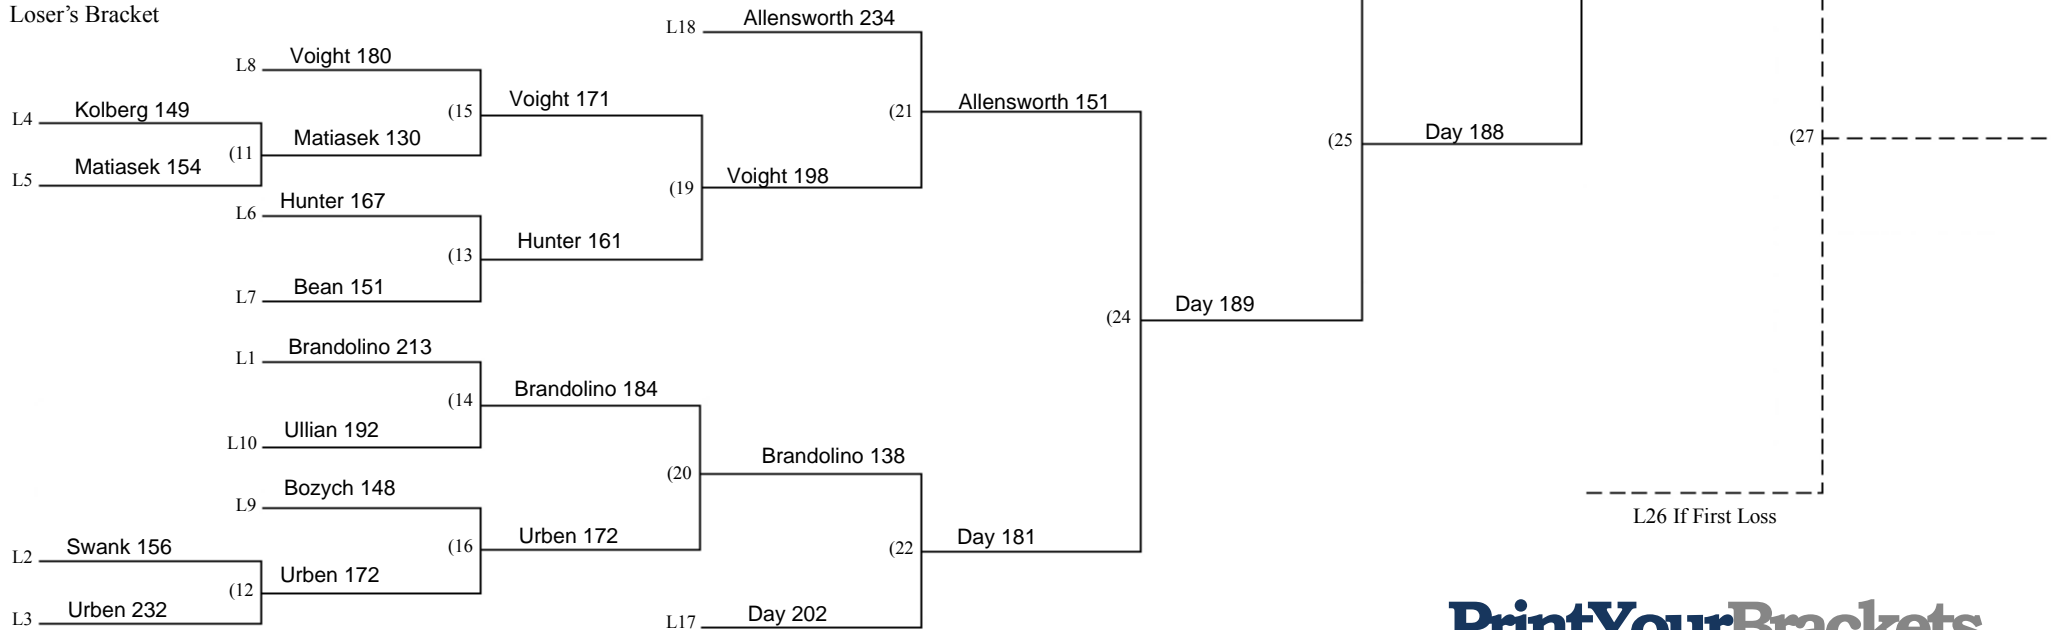 Loser’s Bracket
L18 Allensworth 234
L8 Voight 180
Kolberg 149
L4
(15 Voight 171
(21 Allensworth 151
Matiasek 130
(11
Matiasek 154
L5
(25 Day 188
(27
Voight 198
(19
Hunter 167
L6
Hunter 161
(13
Bean 151
L7
Day 189
(24
Brandolino 213
L1
Brandolino 184
(14
Ullian 192
L10
Brandolino 138
(20
Bozych 148
L9
L26 If First Loss
Urben 172
(16
Day 181
(22
Swank 156
L2
Urben 172
(12
Urben 232
L3
Day 202
L17
PrintYourBrackets